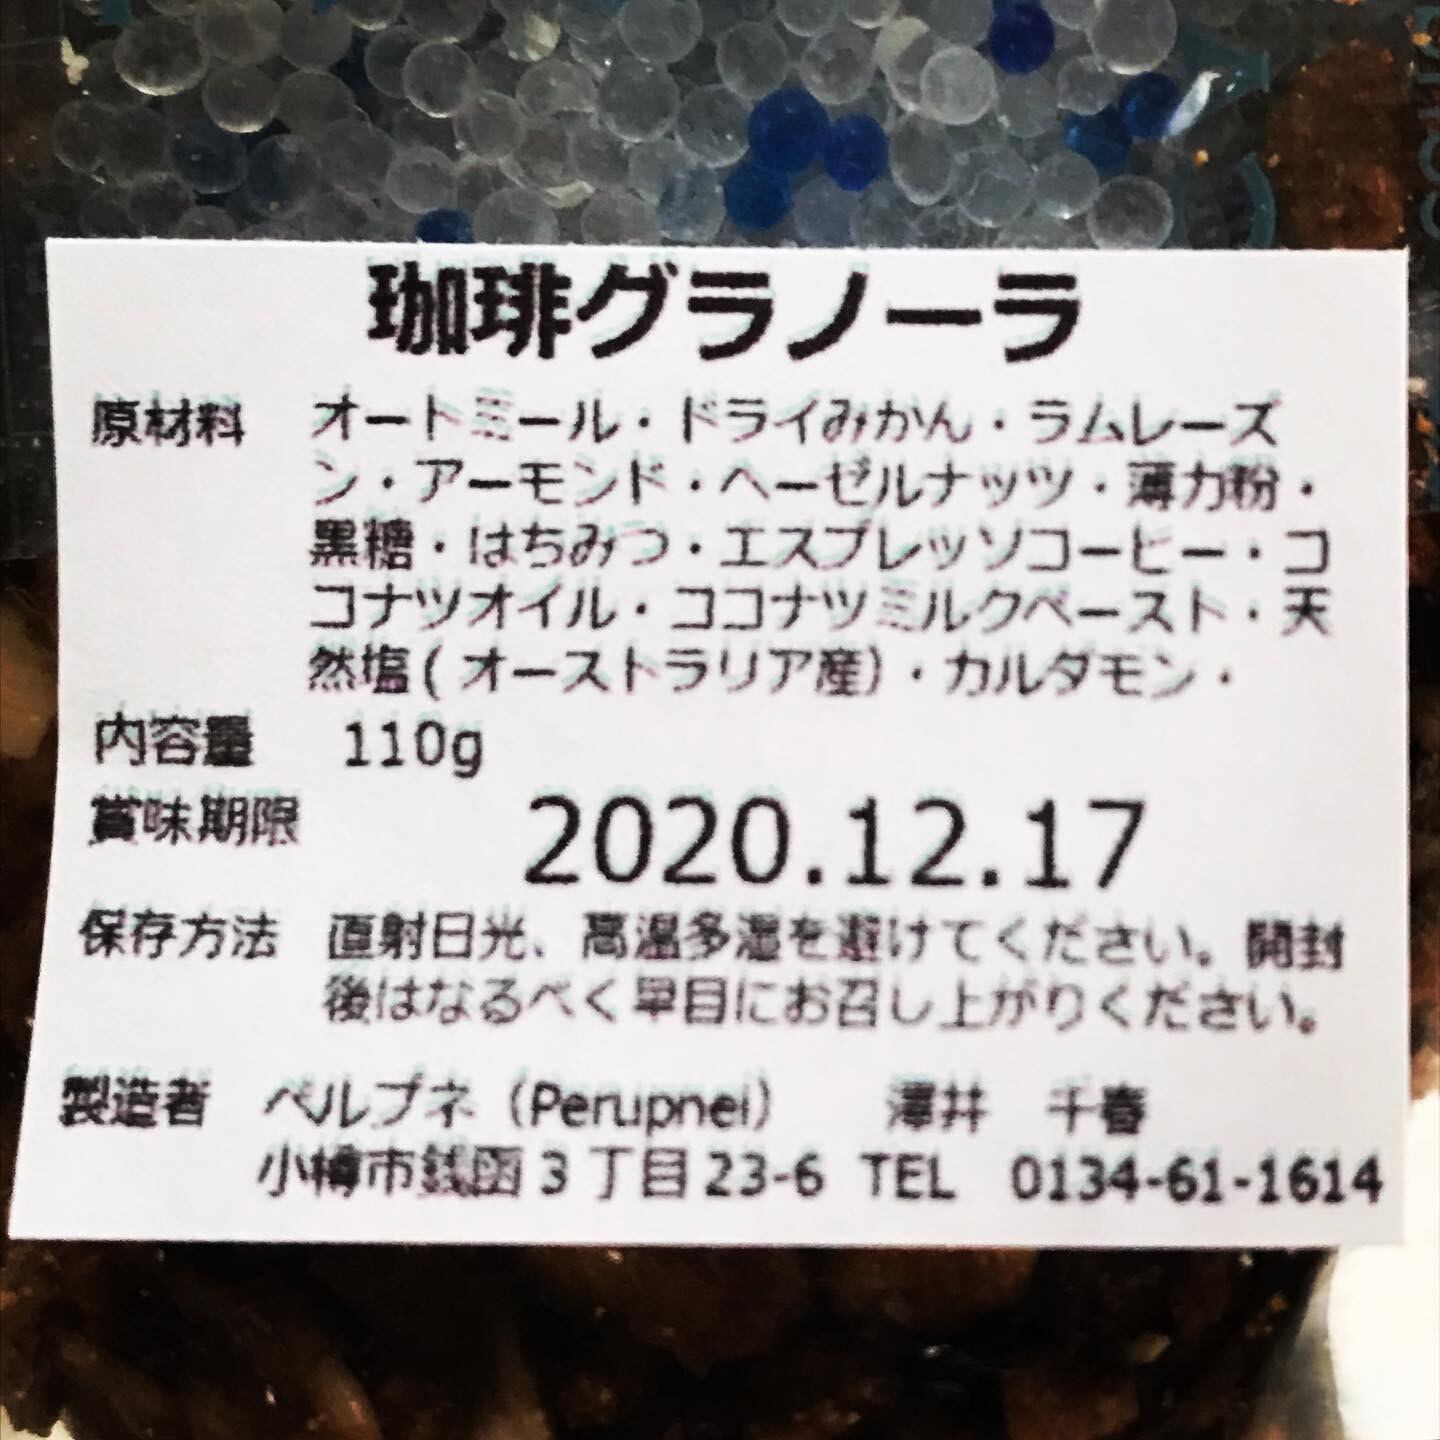 珈琲グラノーラ
原材料 オートミール・ドライみかん・ラムレーズ
ン・アーモンド・ヘーゼルナッツ・薄力粉・
黒糖・はちみつ・エスプレッソコーヒー・コ
コナツオイル・ココナツミルクペースト・天
然塩(オーストラリア産)・カルダモン・
内容量 110g
賞味期限 2020.12.17
保存方法 直射日光、高温多湿を避けてください。開封
後はなるべく早目にお召し上がりください。
製造者 ペルプネ（Perupnei） 澤井 千春
小樽市銭函3丁目23-6 TEL 0134-61-1614